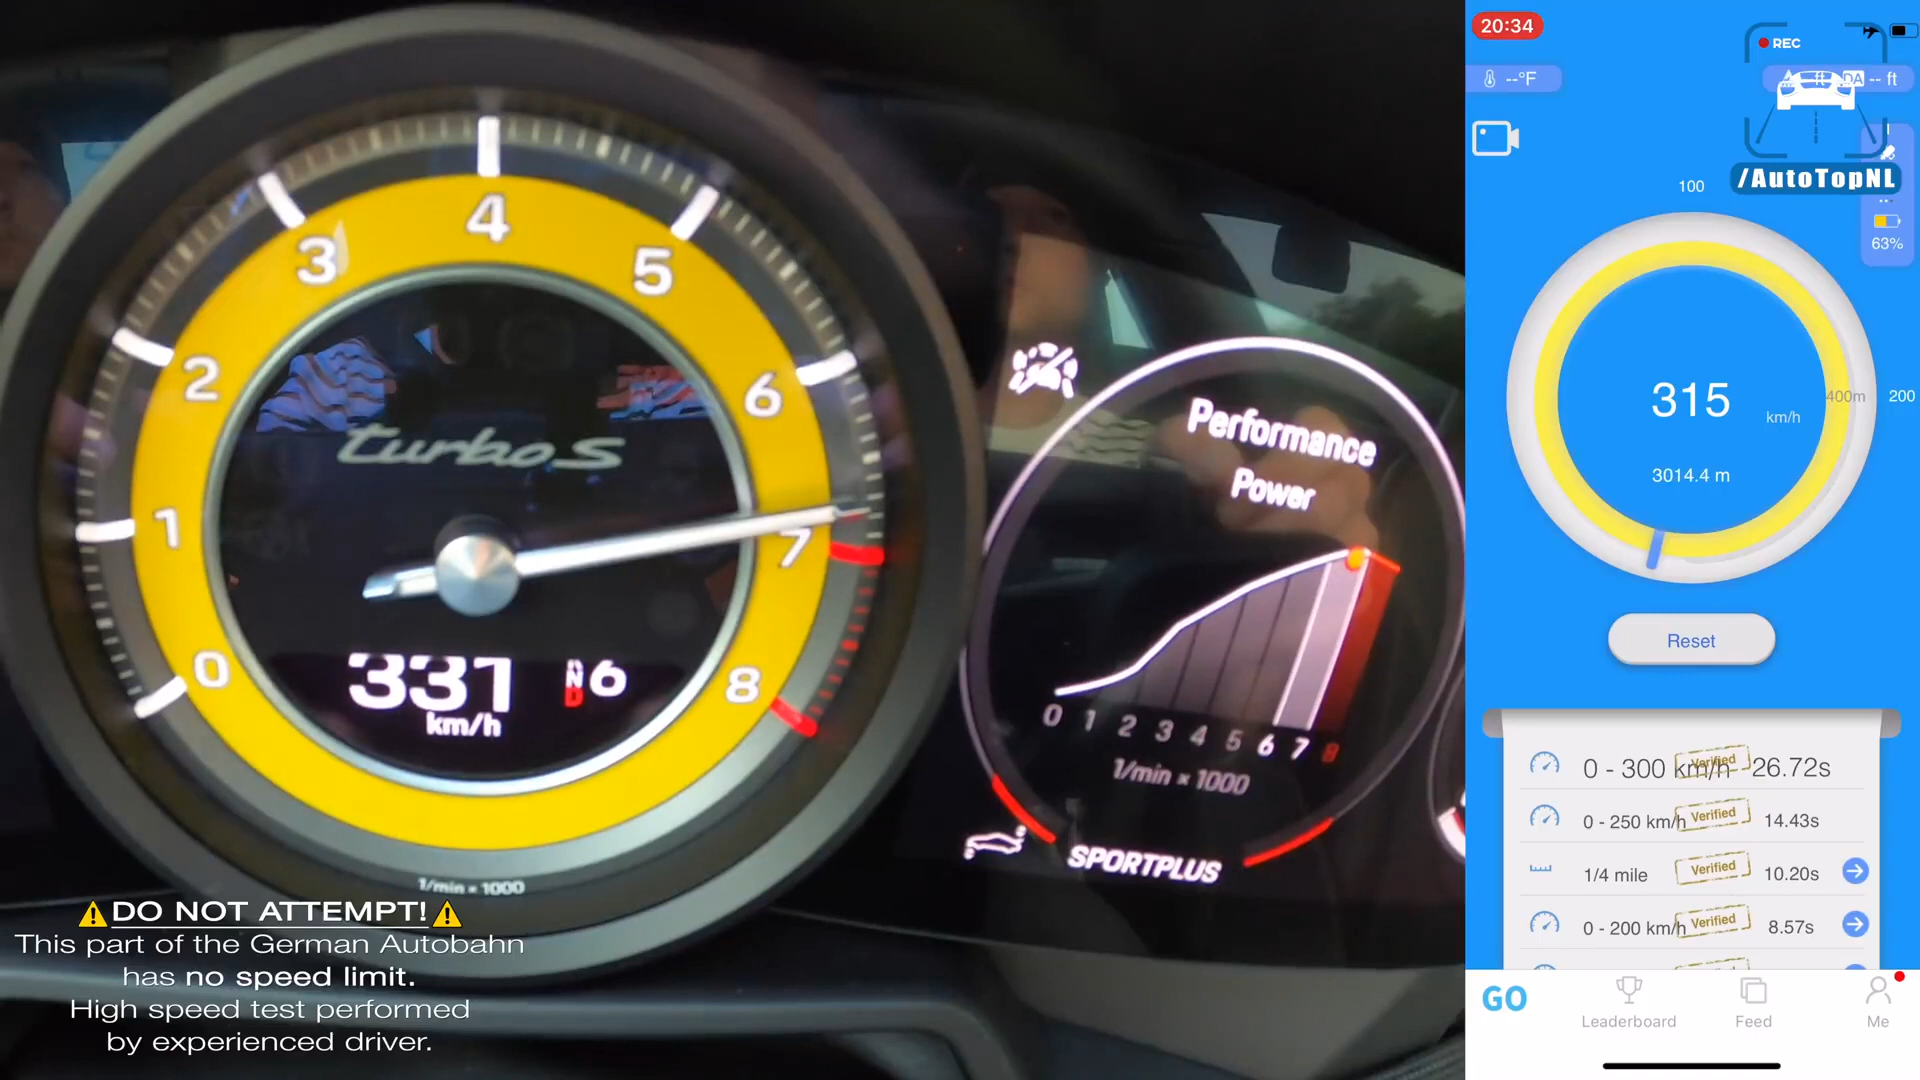 0
1
2
3
4
5
6
7
8
turbo S
331
km/h
N
D
6
1/min × 1000
Performance
Power
0 1 2 3 4 5 6 7 8
1/min × 1000
SPORTPLUS
DO NOT ATTEMPT!
This part of the German Autobahn
has no speed limit.
High speed test performed
by experienced driver.
20:34
REC
--°F
ft
DA -- ft
/AutoTopNL
63%
100
200
400m
315
km/h
3014.4 m
Reset
0 - 300 km/h Verified 26.72s
0 - 250 km/h Verified 14.43s
1/4 mile Verified 10.20s
0 - 200 km/h Verified 8.57s
GO
Leaderboard
Feed
Me